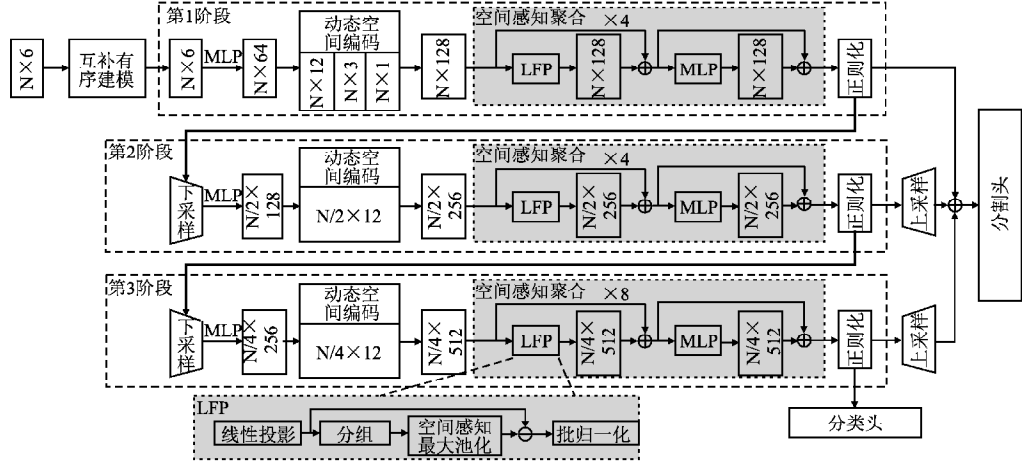 第1阶段
N×6
互补有
序建模
N×6
MLP
N×64
动态空
间编码
N×12
N×3
N×1
N×128
空间感知聚合
×4
LFP
N×128
MLP
N×128
正则化
第2阶段
下采样
MLP
N/2×
128
动态空
间编码
N/2×12
N/2×
256
空间感知聚合
×4
LFP
N/2×
256
MLP
N/2×
256
正则化
上采样
分割头
第3阶段
下采样
MLP
N/4×
256
动态空
间编码
N/4×12
N/4×
512
空间感知聚合
×8
LFP
N/4×
512
MLP
N/4×
512
正则化
上采样
LFP
线性投影
分组
空间感知
最大池化
批归一化
分类头